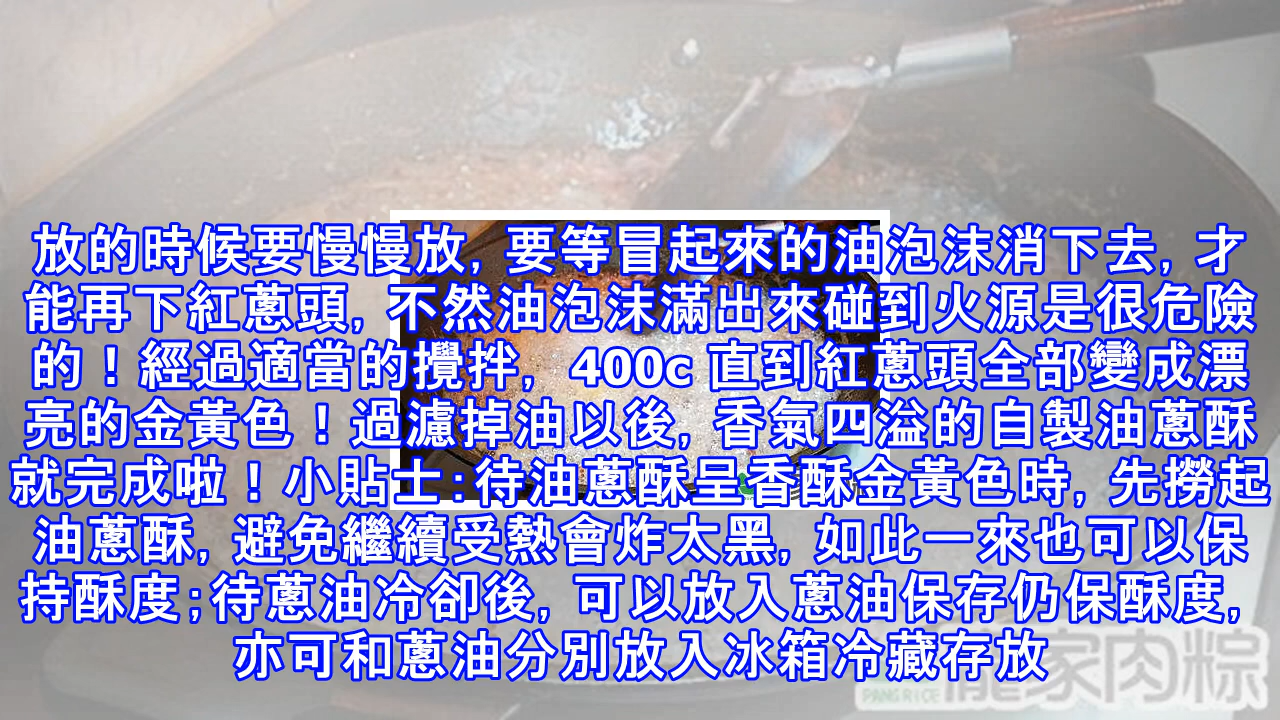 放的時候要慢慢放, 要等冒起來的油泡沫消下去, 才
能再下紅蔥頭, 不然油泡沫滿出來碰到火源是很危險
的！經過適當的攪拌, 400c 直到紅蔥頭全部變成漂
亮的金黃色！過濾掉油以後, 香氣四溢的自製油蔥酥
就完成啦！小貼士:待油蔥酥呈香酥金黃色時, 先撈起
油蔥酥, 避免繼續受熱會炸太黑, 如此一來也可以保
持酥度;待蔥油冷卻後, 可以放入蔥油保存仍保酥度,
亦可和蔥油分別放入冰箱冷藏存放
家肉粽
PANG RICE